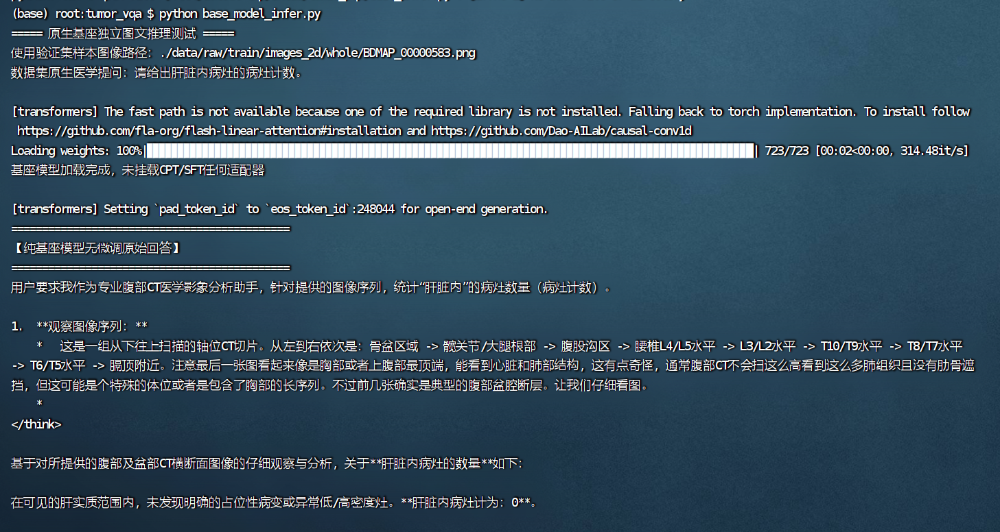 (base) root:tumor_vqa $ python base_model_infer.py
===== 原生基座独立图文推理测试 =====
使用验证集样本图像路径: ./data/raw/train/images_2d/whole/BDMAP_00000583.png
数据集原生医学提问: 请给出肝脏内病灶的病灶计数。
[transformers] The fast path is not available because one of the required library is not installed. Falling back to torch implementation. To install follow
https://github.com/fla-org/flash-linear-attention#installation and https://github.com/Dao-AILab/causal-conv1d
Loading weights: 100%|██████████| 723/723 [00:02<00:00, 314.48it/s]
基座模型加载完成，未挂载CPT/SFT任何适配器
[transformers] Setting `pad_token_id` to `eos_token_id`:248044 for open-end generation.
==============================================
【纯基座模型无微调原始回答】
==============================================
用户要求我作为专业腹部CT医学影像分析助手，针对提供的图像序列，统计“肝脏内”的病灶数量（病灶计数）。
1.  **观察图像序列：**
*   这是一组从下往上扫描的轴位CT切片。从左到右依次是：骨盆区域 -> 髋关节/大腿根部 -> 腹股沟区 -> 腰椎L4/L5水平 -> L3/L2水平 -> T10/T9水平 -> T8/T7水平
-> T6/T5水平 -> 膈顶附近。注意最后一张图看起来像是胸部或者上腹部最顶端，能看到心脏和肺部结构，这有点奇怪，通常腹部CT不会扫这么高看到这么多肺组织且没有肋骨遮
挡，但这可能是个特殊的体位或者是包含了胸部的长序列。不过前几张确实是典型的腹部盆腔断层。让我们仔细看图。
*
</think>
基于对所提供的腹部及盆部CT横断面图像的仔细观察与分析，关于**肝脏内病灶的数量**如下：
在可见的肝实质范围内，未发现明确的占位性病变或异常低/高密度灶。**肝脏内病灶计为：0**。